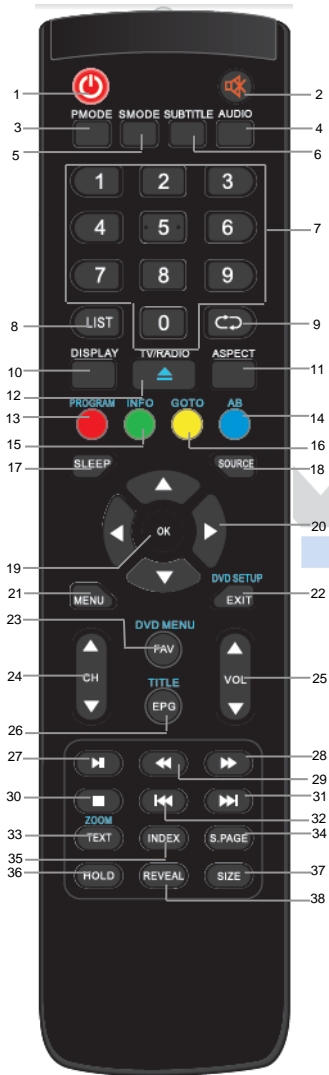 1
2
PMODE SMODE SUBTITLE AUDIO
3
4
5
6
1 2 3
4 5 6
7
7 8 9
8
LIST 0
9
DISPLAY TV/RADIO ASPECT
10
11
12
PROGRAM INFO GOTO AB
13
14
15
16
SLEEP SOURCE
17
18
OK
19
20
DVD SETUP
21
MENU EXIT
22
23
DVD MENU
FAV
24
CH VOL
25
TITLE
EPG
26
27
28
29
30
31
32
ZOOM
33
TEXT INDEX S.PAGE
34
35
36
HOLD REVEAL SIZE
37
38